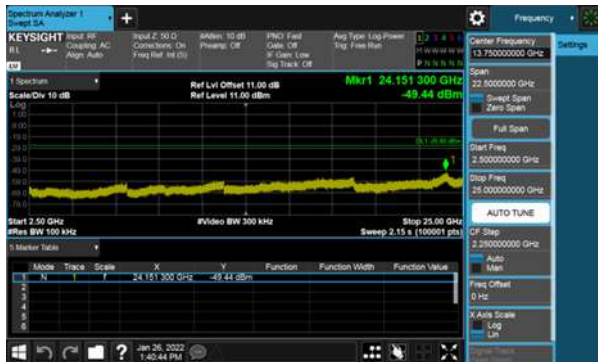 Spectrum Analyzer 1
Swept SA
Frequency
KEYSIGHT
Input: RF
Coupling: AC
Align: Auto
Input Z: 50 Ω
Corrections: On
Freq Ref: Int (S)
#Atten: 10 dB
Preamp: Off
PNO: Fast
Gate: Off
IF Gain: Low
Sig Track: Off
Avg Type: Log-Power
Trig: Free Run
LW
1 Spectrum
Scale/Div 10 dB
Log
Ref Lvl Offset 11.00 dB
Ref Level 11.00 dBm
Mkr1 24.151 300 GHz
-49.44 dBm
1.00
1
Start 2.50 GHz
#Res BW 100 kHz
#Video BW 300 kHz
Stop 25.00 GHz
Sweep 2.15 s (100001 pts)
5 Marker Table
Mode Trace Scale X Y Function Function Width Function Value
1 N 1 f 24.151 300 GHz -49.44 dBm
2
3
4
5
6
Jan 26, 2022
1:40:44 PM
Center Frequency
13.750000000 GHz
Settings
Span
22.5000000 GHz
Swept Span
Zero Span
Full Span
Start Freq
2.500000000 GHz
Stop Freq
25.000000000 GHz
AUTO TUNE
CF Step
2.250000000 GHz
Auto
Man
Freq Offset
0 Hz
X Axis Scale
Log
Lin
Signal Track